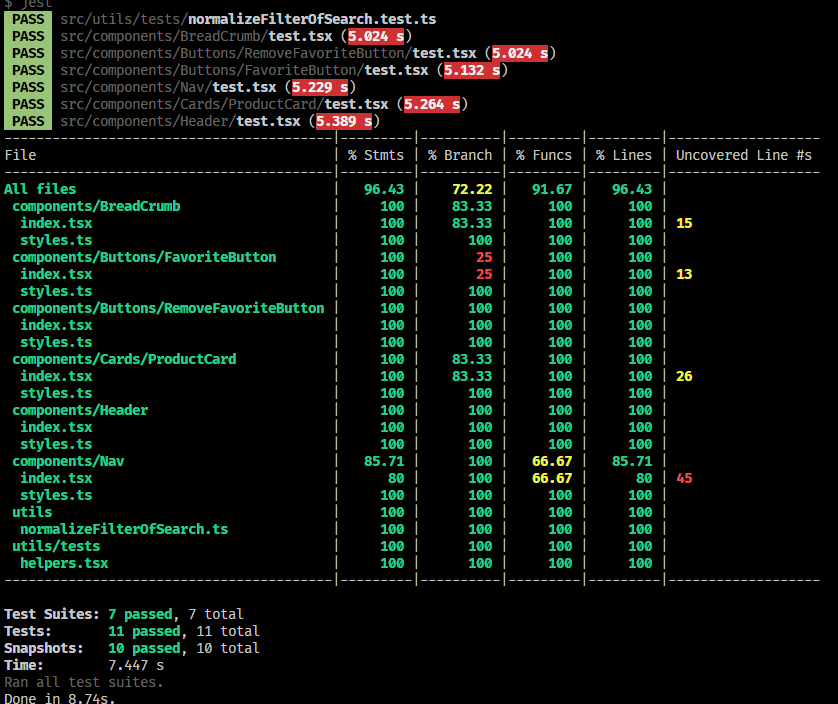 $ jest
PASS src/utils/tests/normalizeFilterOfSearch.test.ts
PASS src/components/BreadCrumb/test.tsx (5.024 s)
PASS src/components/Buttons/RemoveFavoriteButton/test.tsx (5.024 s)
PASS src/components/Buttons/FavoriteButton/test.tsx (5.132 s)
PASS src/components/Nav/test.tsx (5.229 s)
PASS src/components/Cards/ProductCard/test.tsx (5.264 s)
PASS src/components/Header/test.tsx (5.389 s)
-----------------------------------------|---------|----------|---------|---------|-------------------
File                                     | % Stmts | % Branch | % Funcs | % Lines | Uncovered Line #s
-----------------------------------------|---------|----------|---------|---------|-------------------
All files                                |   96.43 |    72.22 |   91.67 |   96.43 |
 components/BreadCrumb                   |     100 |    83.33 |     100 |     100 |
  index.tsx                              |     100 |    83.33 |     100 |     100 | 15
  styles.ts                              |     100 |      100 |     100 |     100 |
 components/Buttons/FavoriteButton       |     100 |       25 |     100 |     100 |
  index.tsx                              |     100 |       25 |     100 |     100 | 13
  styles.ts                              |     100 |      100 |     100 |     100 |
 components/Buttons/RemoveFavoriteButton |     100 |      100 |     100 |     100 |
  index.tsx                              |     100 |      100 |     100 |     100 |
  styles.ts                              |     100 |      100 |     100 |     100 |
 components/Cards/ProductCard            |     100 |    83.33 |     100 |     100 |
  index.tsx                              |     100 |    83.33 |     100 |     100 | 26
  styles.ts                              |     100 |      100 |     100 |     100 |
 components/Header                       |     100 |      100 |     100 |     100 |
  index.tsx                              |     100 |      100 |     100 |     100 |
  styles.ts                              |     100 |      100 |     100 |     100 |
 components/Nav                          |   85.71 |      100 |   66.67 |   85.71 |
  index.tsx                              |      80 |      100 |   66.67 |      80 | 45
  styles.ts                              |     100 |      100 |     100 |     100 |
 utils                                   |     100 |      100 |     100 |     100 |
  normalizeFilterOfSearch.ts             |     100 |      100 |     100 |     100 |
 utils/tests                             |     100 |      100 |     100 |     100 |
  helpers.tsx                            |     100 |      100 |     100 |     100 |
-----------------------------------------|---------|----------|---------|---------|-------------------
Test Suites: 7 passed, 7 total
Tests:       11 passed, 11 total
Snapshots:   10 passed, 10 total
Time:        7.447 s
Ran all test suites.
Done in 8.74s.